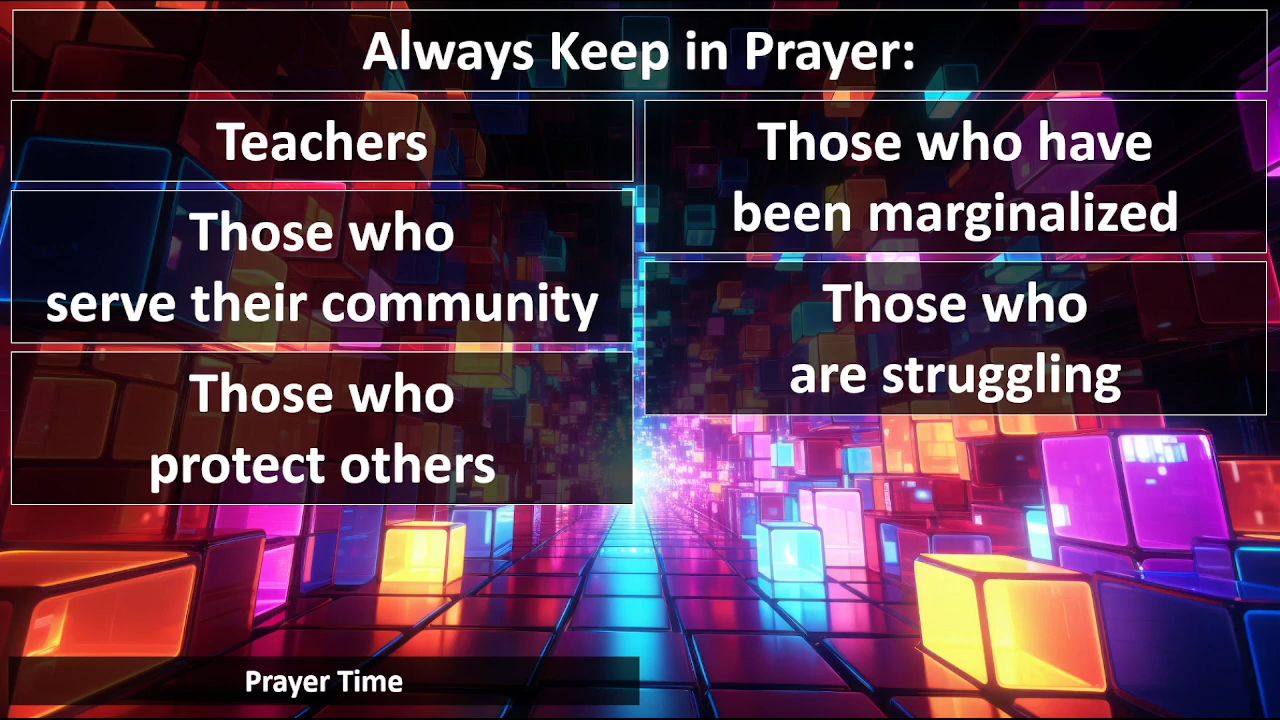 Always Keep in Prayer:
Teachers
Those who
serve their community
Those who
protect others
Those who have
been marginalized
Those who
are struggling
Prayer Time